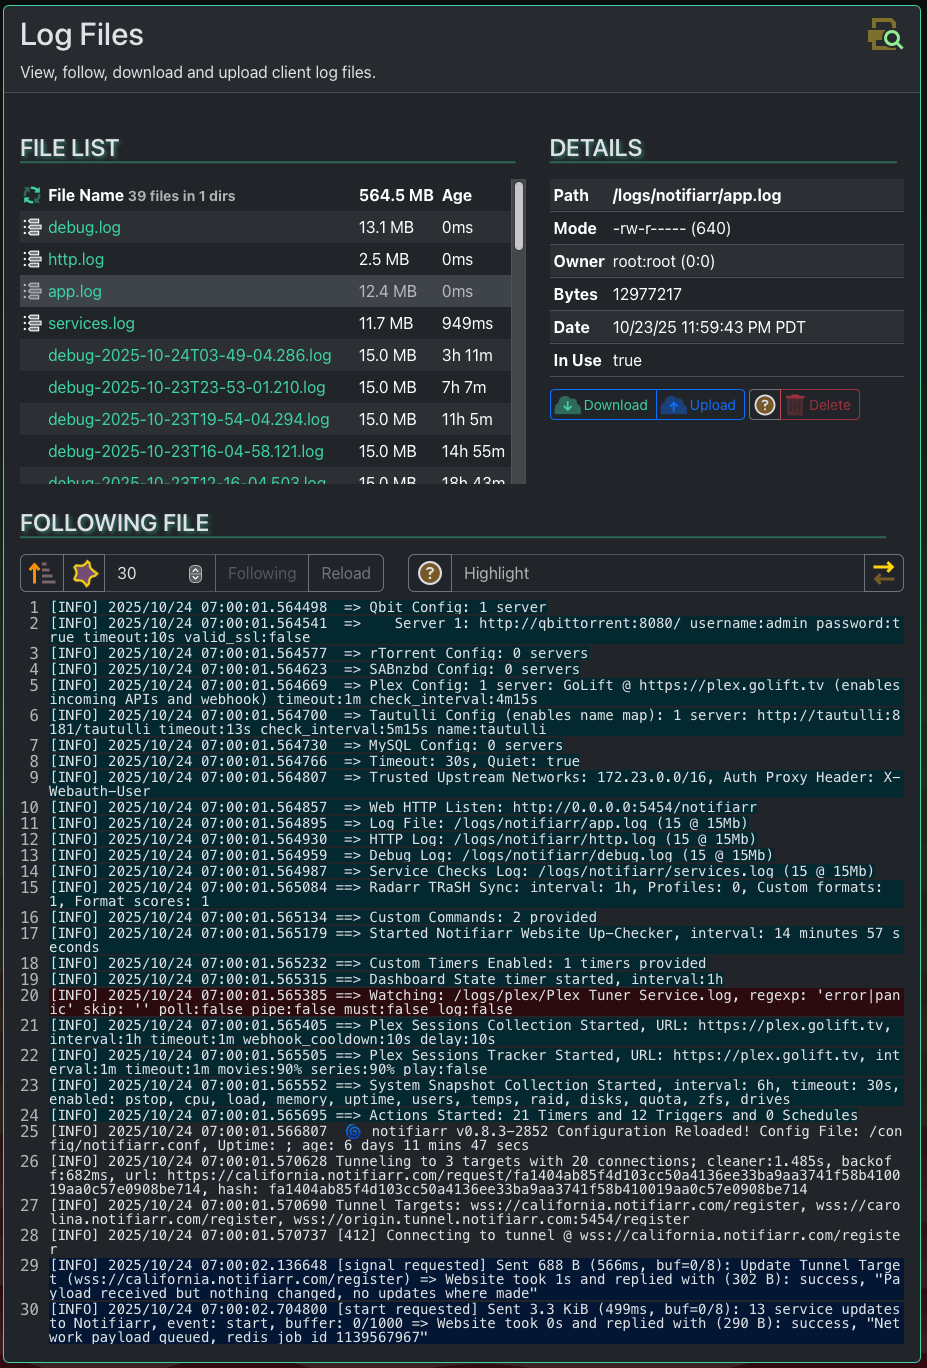 Log Files
View, follow, download and upload client log files.
FILE LIST
File Name 39 files in 1 dirs 564.5 MB Age
debug.log 13.1 MB 0ms
http.log 2.5 MB 0ms
app.log 12.4 MB 0ms
services.log 11.7 MB 949ms
debug-2025-10-24T03-49-04.286.log 15.0 MB 3h 11m
debug-2025-10-23T23-53-01.210.log 15.0 MB 7h 7m
debug-2025-10-23T19-54-04.294.log 15.0 MB 11h 5m
debug-2025-10-23T16-04-58.121.log 15.0 MB 14h 55m
debug-2025-10-23T12-16-04.503.log 15.0 MB 18h 43m
DETAILS
Path /logs/notifiarr/app.log
Mode -rw-r----- (640)
Owner root:root (0:0)
Bytes 12977217
Date 10/23/25 11:59:43 PM PDT
In Use true
Download Upload ? Delete
FOLLOWING FILE
30 Following Reload ? Highlight
1 [INFO] 2025/10/24 07:00:01.564498 => Qbit Config: 1 server
2 [INFO] 2025/10/24 07:00:01.564541 => Server 1: http://qbittorrent:8080/ username:admin password:t
rue timeout:10s valid_ssl:false
3 [INFO] 2025/10/24 07:00:01.564577 => rTorrent Config: 0 servers
4 [INFO] 2025/10/24 07:00:01.564623 => SABnzbd Config: 0 servers
5 [INFO] 2025/10/24 07:00:01.564669 => Plex Config: 1 server: GoLift @ https://plex.golift.tv (enables
incoming APIs and webhook) timeout:1m check_interval:4m15s
6 [INFO] 2025/10/24 07:00:01.564700 => Tautulli Config (enables name map): 1 server: http://tautulli:8
181/tautulli timeout:13s check_interval:5m15s name:tautulli
7 [INFO] 2025/10/24 07:00:01.564730 => MySQL Config: 0 servers
8 [INFO] 2025/10/24 07:00:01.564766 => Timeout: 30s, Quiet: true
9 [INFO] 2025/10/24 07:00:01.564807 => Trusted Upstream Networks: 172.23.0.0/16, Auth Proxy Header: X-
Webauth-User
10 [INFO] 2025/10/24 07:00:01.564857 => Web HTTP Listen: http://0.0.0.0:5454/notifiarr
11 [INFO] 2025/10/24 07:00:01.564895 => Log File: /logs/notifiarr/app.log (15 @ 15Mb)
12 [INFO] 2025/10/24 07:00:01.564930 => HTTP Log: /logs/notifiarr/http.log (15 @ 15Mb)
13 [INFO] 2025/10/24 07:00:01.564959 => Debug Log: /logs/notifiarr/debug.log (15 @ 15Mb)
14 [INFO] 2025/10/24 07:00:01.564987 => Service Checks Log: /logs/notifiarr/services.log (15 @ 15Mb)
15 [INFO] 2025/10/24 07:00:01.565084 ==> Radarr TRaSH Sync: interval: 1h, Profiles: 0, Custom formats:
1, Format scores: 1
16 [INFO] 2025/10/24 07:00:01.565134 ==> Custom Commands: 2 provided
17 [INFO] 2025/10/24 07:00:01.565179 ==> Started Notifiarr Website Up-Checker, interval: 14 minutes 57 s
econds
18 [INFO] 2025/10/24 07:00:01.565232 ==> Custom Timers Enabled: 1 timers provided
19 [INFO] 2025/10/24 07:00:01.565315 ==> Dashboard State timer started, interval:1h
20 [INFO] 2025/10/24 07:00:01.565385 ==> Watching: /logs/plex/Plex Tuner Service.log, regexp: 'error|pan
ic' skip: '' poll:false pipe:false must:false log:false
21 [INFO] 2025/10/24 07:00:01.565405 ==> Plex Sessions Collection Started, URL: https://plex.golift.tv,
interval:1h timeout:1m webhook_cooldown:10s delay:10s
22 [INFO] 2025/10/24 07:00:01.565505 ==> Plex Sessions Tracker Started, URL: https://plex.golift.tv, int
erval:1m timeout:1m movies:90% series:90% play:false
23 [INFO] 2025/10/24 07:00:01.565552 ==> System Snapshot Collection Started, interval: 6h, timeout: 30s,
enabled: pstop, cpu, load, memory, uptime, users, temps, raid, disks, quota, zfs, drives
24 [INFO] 2025/10/24 07:00:01.565695 ==> Actions Started: 21 Timers and 12 Triggers and 0 Schedules
25 [INFO] 2025/10/24 07:00:01.566807 🌀 notifiarr v0.8.3-2852 Configuration Reloaded! Config File: /con
fig/notifiarr.conf, Uptime: ; age: 6 days 11 mins 47 secs
26 [INFO] 2025/10/24 07:00:01.570628 Tunneling to 3 targets with 20 connections; cleaner:1.485s, backof
f:682ms, url: https://california.notifiarr.com/request/fa1404ab85f4d103cc50a4136ee33ba9aa3741f58b410
019aa0c57e0908be714, hash: fa1404ab85f4d103cc50a4136ee33ba9aa3741f58b410019aa0c57e0908be714
27 [INFO] 2025/10/24 07:00:01.570690 Tunnel Targets: wss://california.notifiarr.com/register, wss://caro
lina.notifiarr.com/register, wss://origin.tunnel.notifiarr.com:5454/register
28 [INFO] 2025/10/24 07:00:01.570737 [412] Connecting to tunnel @ wss://california.notifiarr.com/registe
r
29 [INFO] 2025/10/24 07:00:02.136648 [signal requested] Sent 688 B (566ms, buf=0/8): Update Tunnel Targe
t (wss://california.notifiarr.com/register) => Website took 1s and replied with (302 B): success, "Pa
yload received but nothing changed, no updates where made"
30 [INFO] 2025/10/24 07:00:02.704800 [start requested] Sent 3.3 KiB (499ms, buf=0/8): 13 service updates
to Notifiarr, event: start, buffer: 0/1000 => Website took 0s and replied with (290 B): success, "Net
work payload queued, redis job id 1139567967"